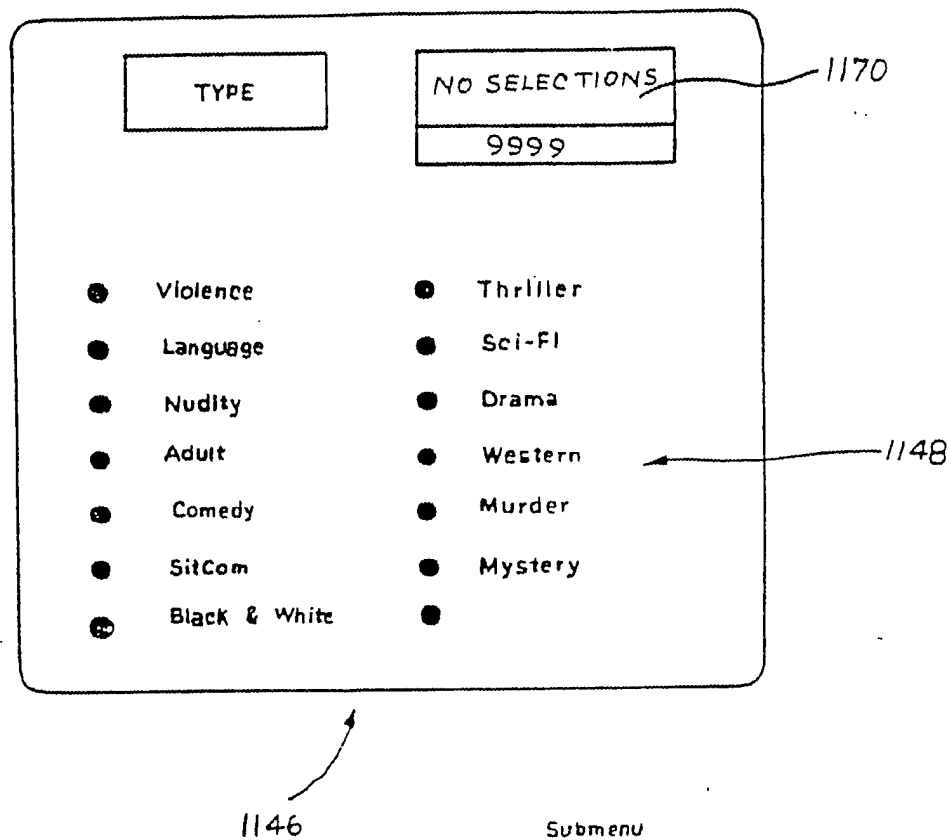 TYPE
NO SELECTIONS
9999
1170
Violence
Language
Nudity
Adult
Comedy
SitCom
Black & White
Thriller
Sci-Fi
Drama
Western
Murder
Mystery
1148
1146
Submenu